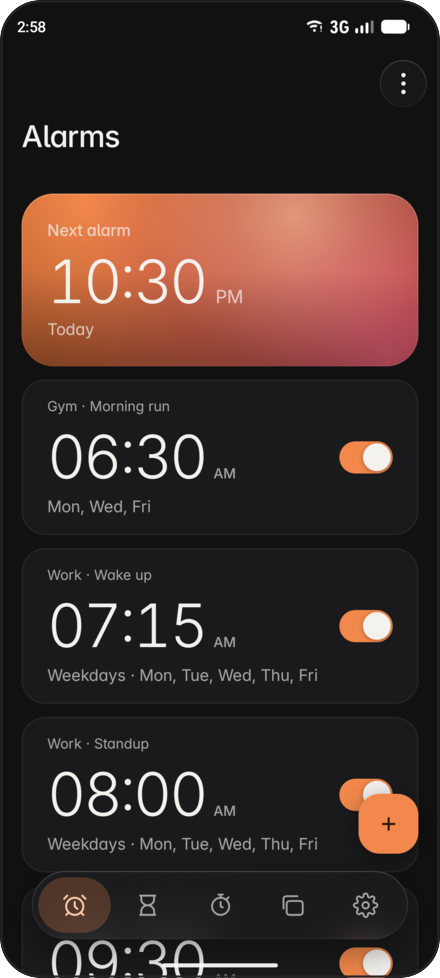 2:58 3G
Alarms
Next alarm
10:30 PM
Today
Gym · Morning run
06:30 AM
Mon, Wed, Fri
Work · Wake up
07:15 AM
Weekdays · Mon, Tue, Wed, Thu, Fri
Work · Standup
08:00 AM
Weekdays · Mon, Tue, Wed, Thu, Fri
09:30